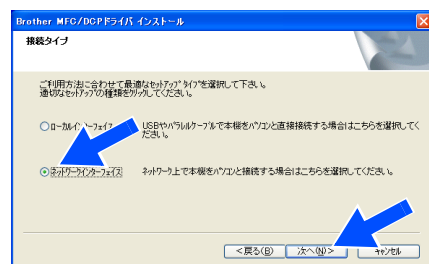 Brother MFC/DCPドライバ インストール
接続タイプ
ご利用方法に合わせて最適なセットアップ タイプを選択して下さい。
適切なセットアップの種類をクリックしてください。
USBやパラレルケーブルで本機をパソコンと直接接続する場合はこちらを選択してく
ださい。
ネットワークインターフェイス
ネットワーク上で本機をパソコンと接続する場合はこちらを選択してください。
<戻る(B)
次へ(N)>
キャンセル